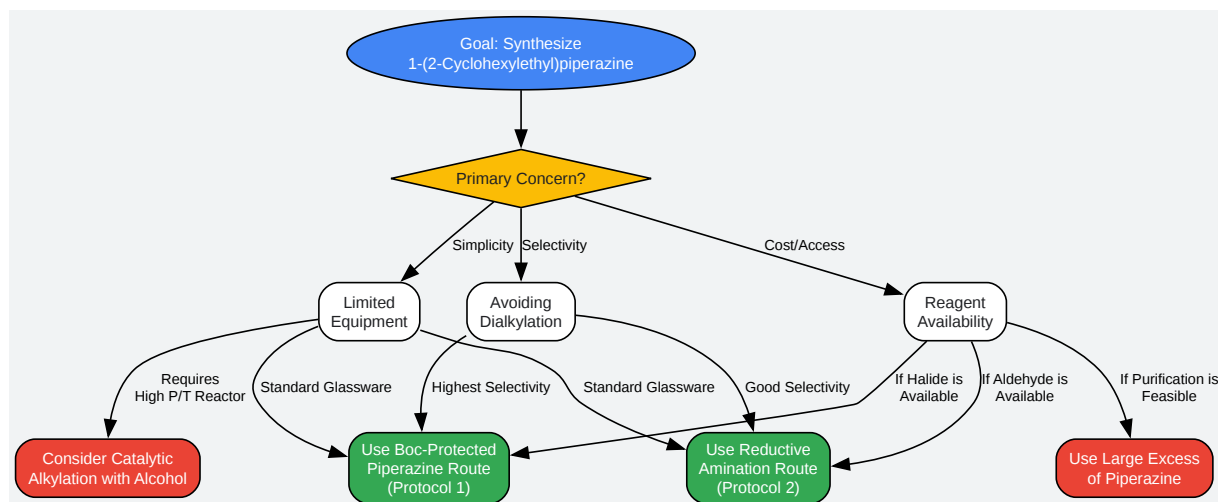 Goal: Synthesize
1-(2-Cyclohexylethyl)piperazine
Primary Concern?
Simplicity
Selectivity
Cost/Access
Limited
Equipment
Avoiding
Dialkylation
Reagent
Availability
Requires
High P/T Reactor
Standard Glassware
Highest Selectivity
Standard Glassware
Good Selectivity
If Halide is
Available
If Aldehyde is
Available
If Purification is
Feasible
Consider Catalytic
Alkylation with Alcohol
Use Boc-Protected
Piperazine Route
(Protocol 1)
Use Reductive
Amination Route
(Protocol 2)
Use Large Excess
of Piperazine